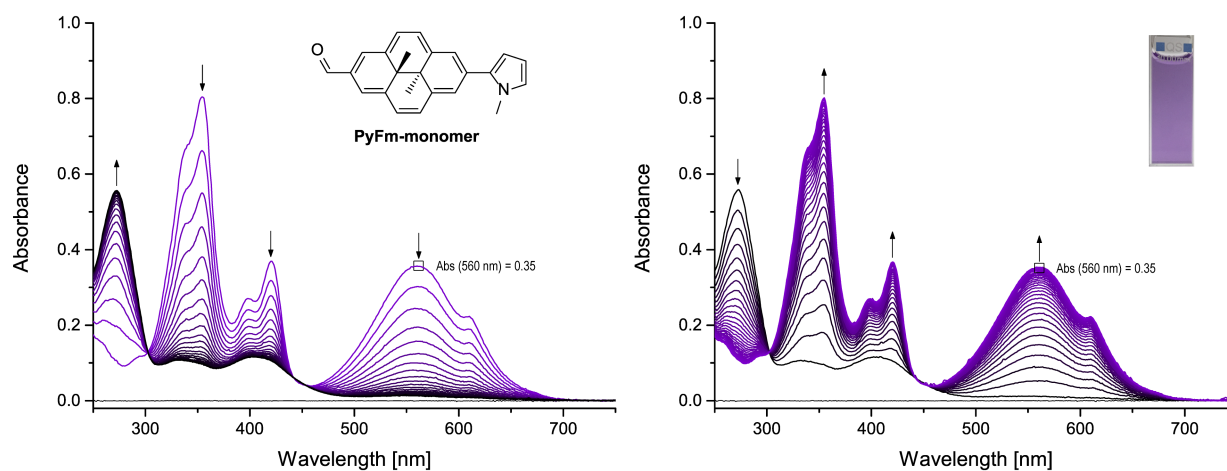 1.0
0.8
0.6
0.4
0.2
0.0
Absorbance
300
400
500
600
700
Wavelength [nm]
O
N
PyFm-monomer
Abs (560 nm) = 0.35
1.0
0.8
0.6
0.4
0.2
0.0
Absorbance
300
400
500
600
700
Wavelength [nm]
QS
Abs (560 nm) = 0.35